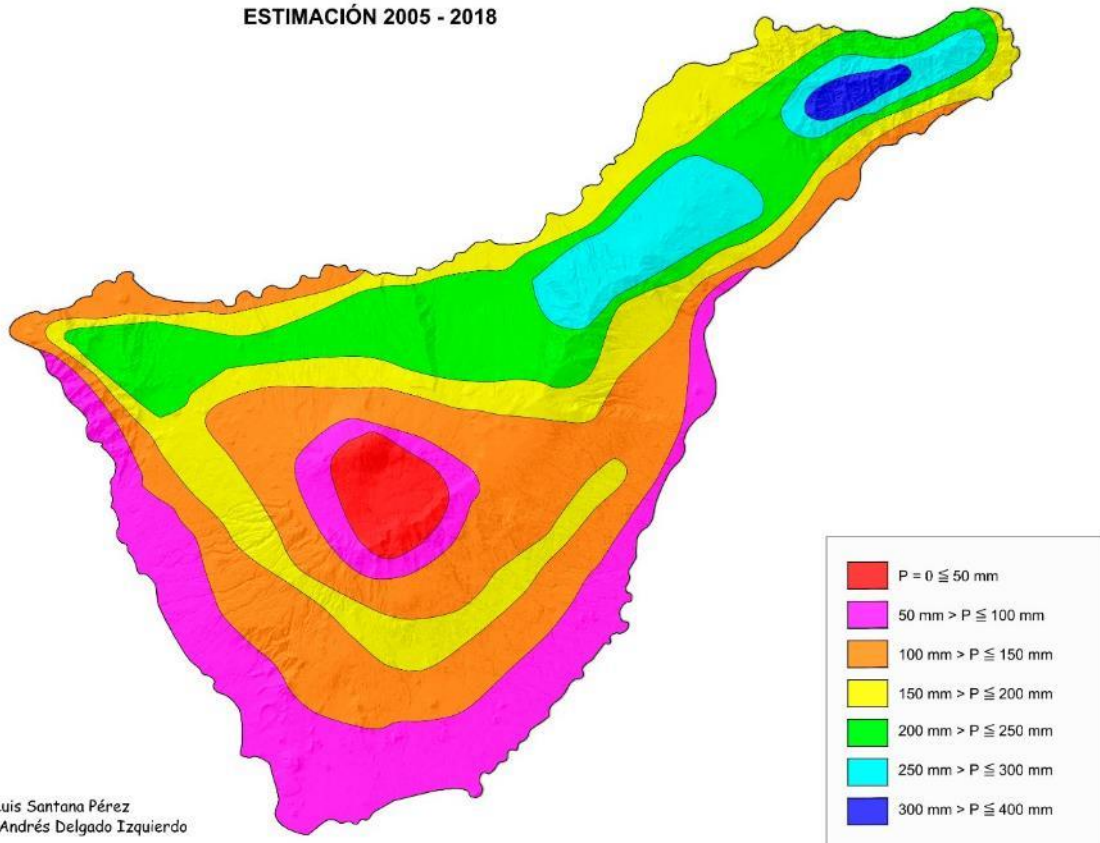 ESTIMACIÓN 2005 - 2018
P = 0 ≦ 50 mm
50 mm > P ≦ 100 mm
100 mm > P ≦ 150 mm
150 mm > P ≦ 200 mm
200 mm > P ≦ 250 mm
250 mm > P ≦ 300 mm
300 mm > P ≦ 400 mm
uis Santana Pérez
Andrés Delgado Izquierdo